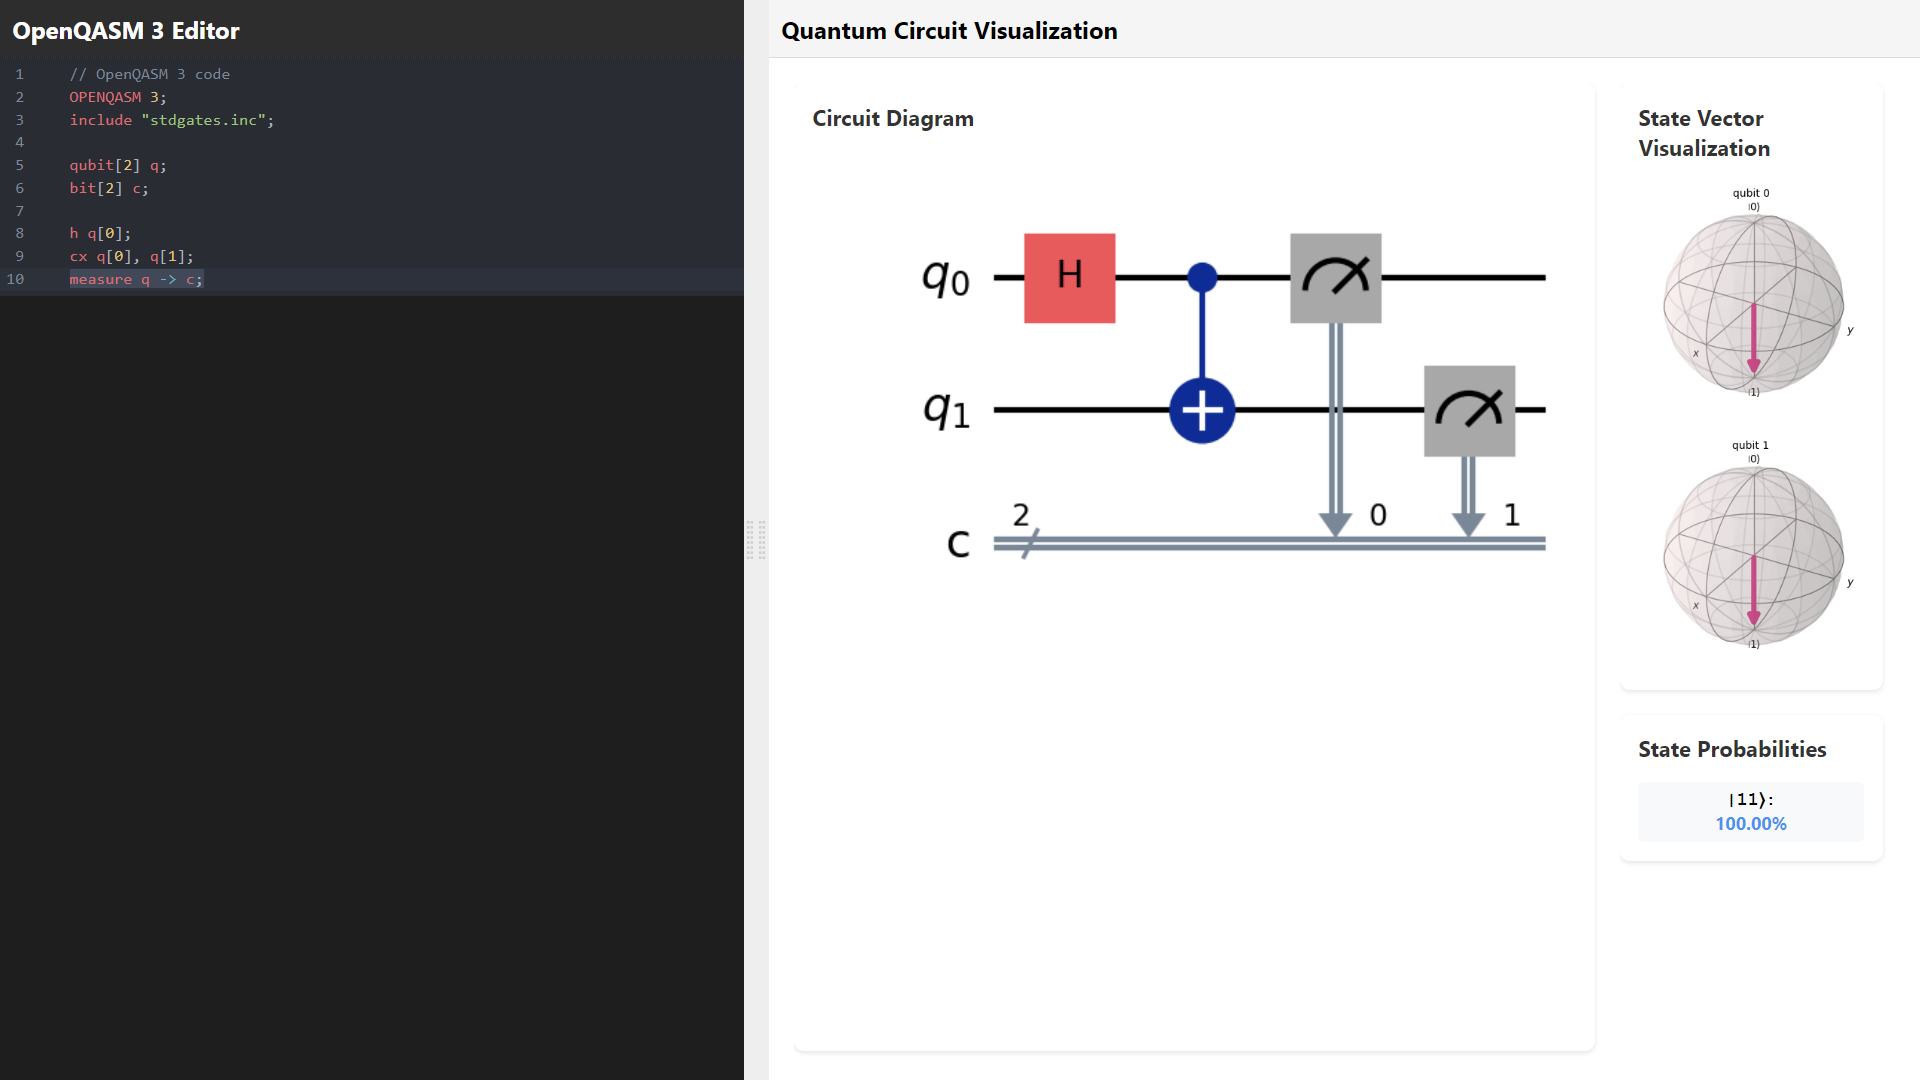 OpenQASM 3 Editor
1 // OpenQASM 3 code
2 OPENQASM 3;
3 include "stdgates.inc";
4
5 qubit[2] q;
6 bit[2] c;
7
8 h q[0];
9 cx q[0], q[1];
10 measure q -> c;
Quantum Circuit Visualization
Circuit Diagram
q0 H
q1
2 0 1
c
State Vector
Visualization
qubit 0
|0⟩
x
y
|1⟩
qubit 1
|0⟩
x
y
|1⟩
State Probabilities
|11⟩:
100.00%